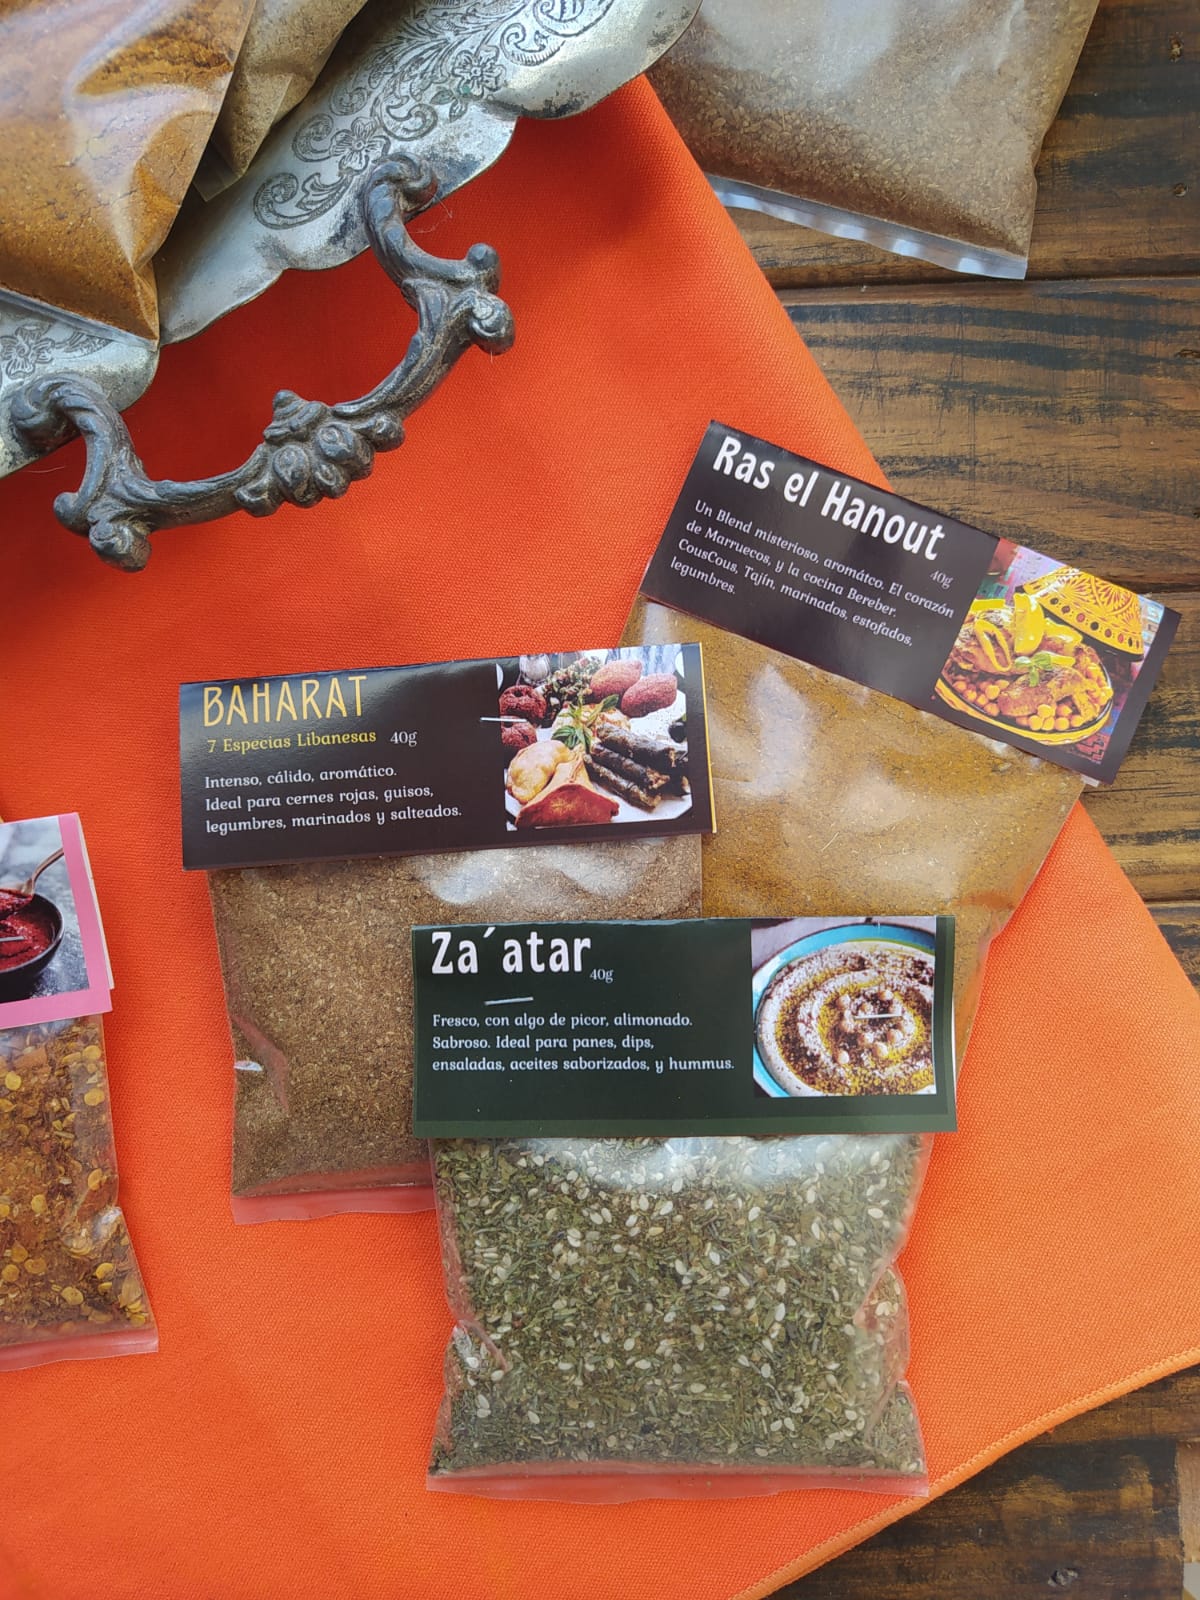 Ras el Hanout
40g
Un Blend misterioso, aromátco. El corazón
de Marruecos, y la cocina Bereber.
CousCous, Tajín, marinados, estofados,
legumbres.
BAHARAT
7 Especias Libanesas 40g
Intenso, cálido, aromático.
Ideal para cernes rojas, guisos,
legumbres, marinados y salteados.
Za´atar
40g
Fresco, con algo de picor, alimonado.
Sabroso. Ideal para panes, dips,
ensaladas, aceites saborizados, y hummus.